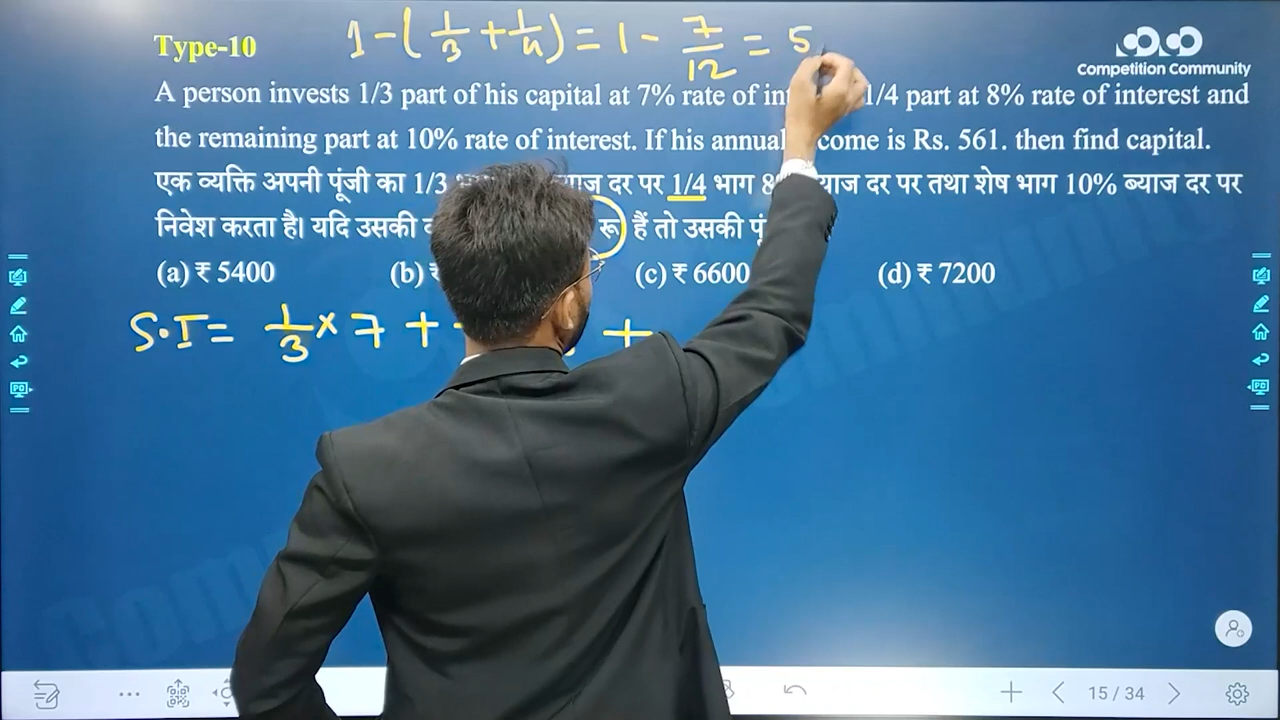 Type-10
1-(1/3+1/4)=1-7/12=5
Competition Community
A person invests 1/3 part of his capital at 7% rate of 1/4 part at 8% rate of interest and
the remaining part at 10% rate of interest. If his annual is Rs. 561. then find capital.
एक व्यक्ति अपनी पूंजी का 1/3 दर पर 1/4 भाग दर पर तथा शेष भाग 10% ब्याज दर पर
निवेश करता है। यदि उसकी रू हैं तो उसकी
(a) ₹ 5400 (b) (c) ₹ 6600 (d) ₹ 7200
S.I= 1/3×7 + +
15 / 34